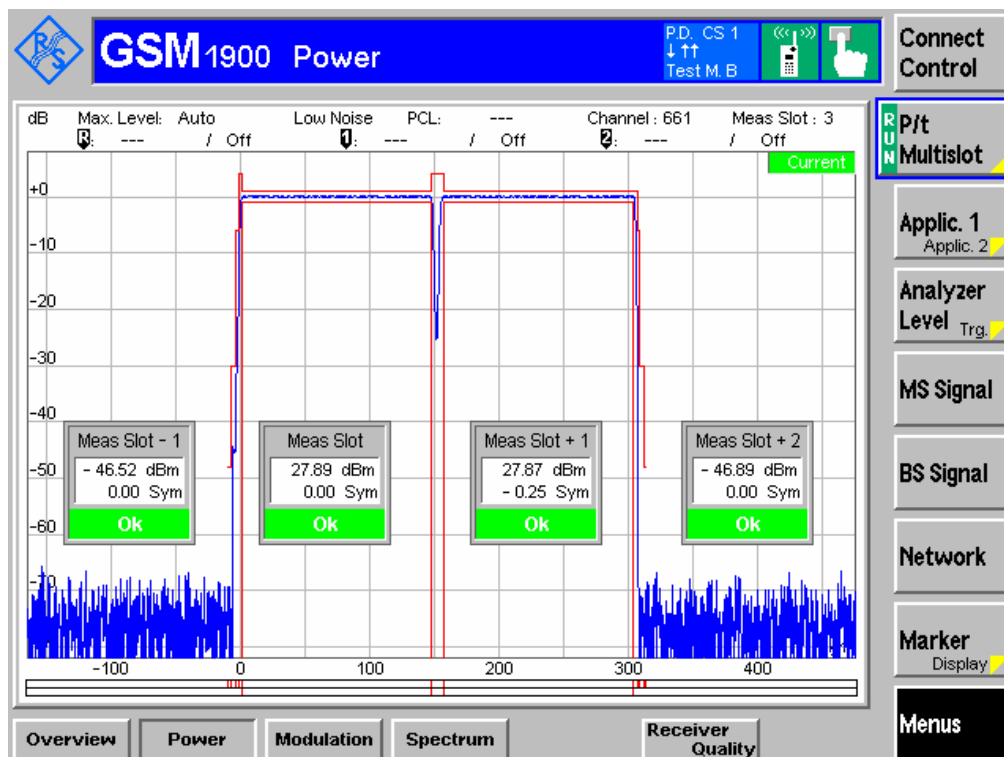 R S
GSM 1900 Power
P.D. CS 1
↓ ↑↑
Test M. B
Connect Control
dB Max. Level: Auto Low Noise PCL: --- Channel : 661 Meas Slot : 3
R: --- / Off 1: --- / Off 2: --- / Off
Current
RUN
P/t Multislot
+0
-10
-20
-30
-40
-50
-60
-70
Meas Slot - 1
- 46.52 dBm
0.00 Sym
Ok
Meas Slot
27.89 dBm
0.00 Sym
Ok
Meas Slot + 1
27.87 dBm
- 0.25 Sym
Ok
Meas Slot + 2
- 46.89 dBm
0.00 Sym
Ok
-100 0 100 200 300 400
Applic. 1
Applic. 2
Analyzer
Level Trg.
MS Signal
BS Signal
Network
Marker
Display
Menus
Overview Power Modulation Spectrum Receiver Quality